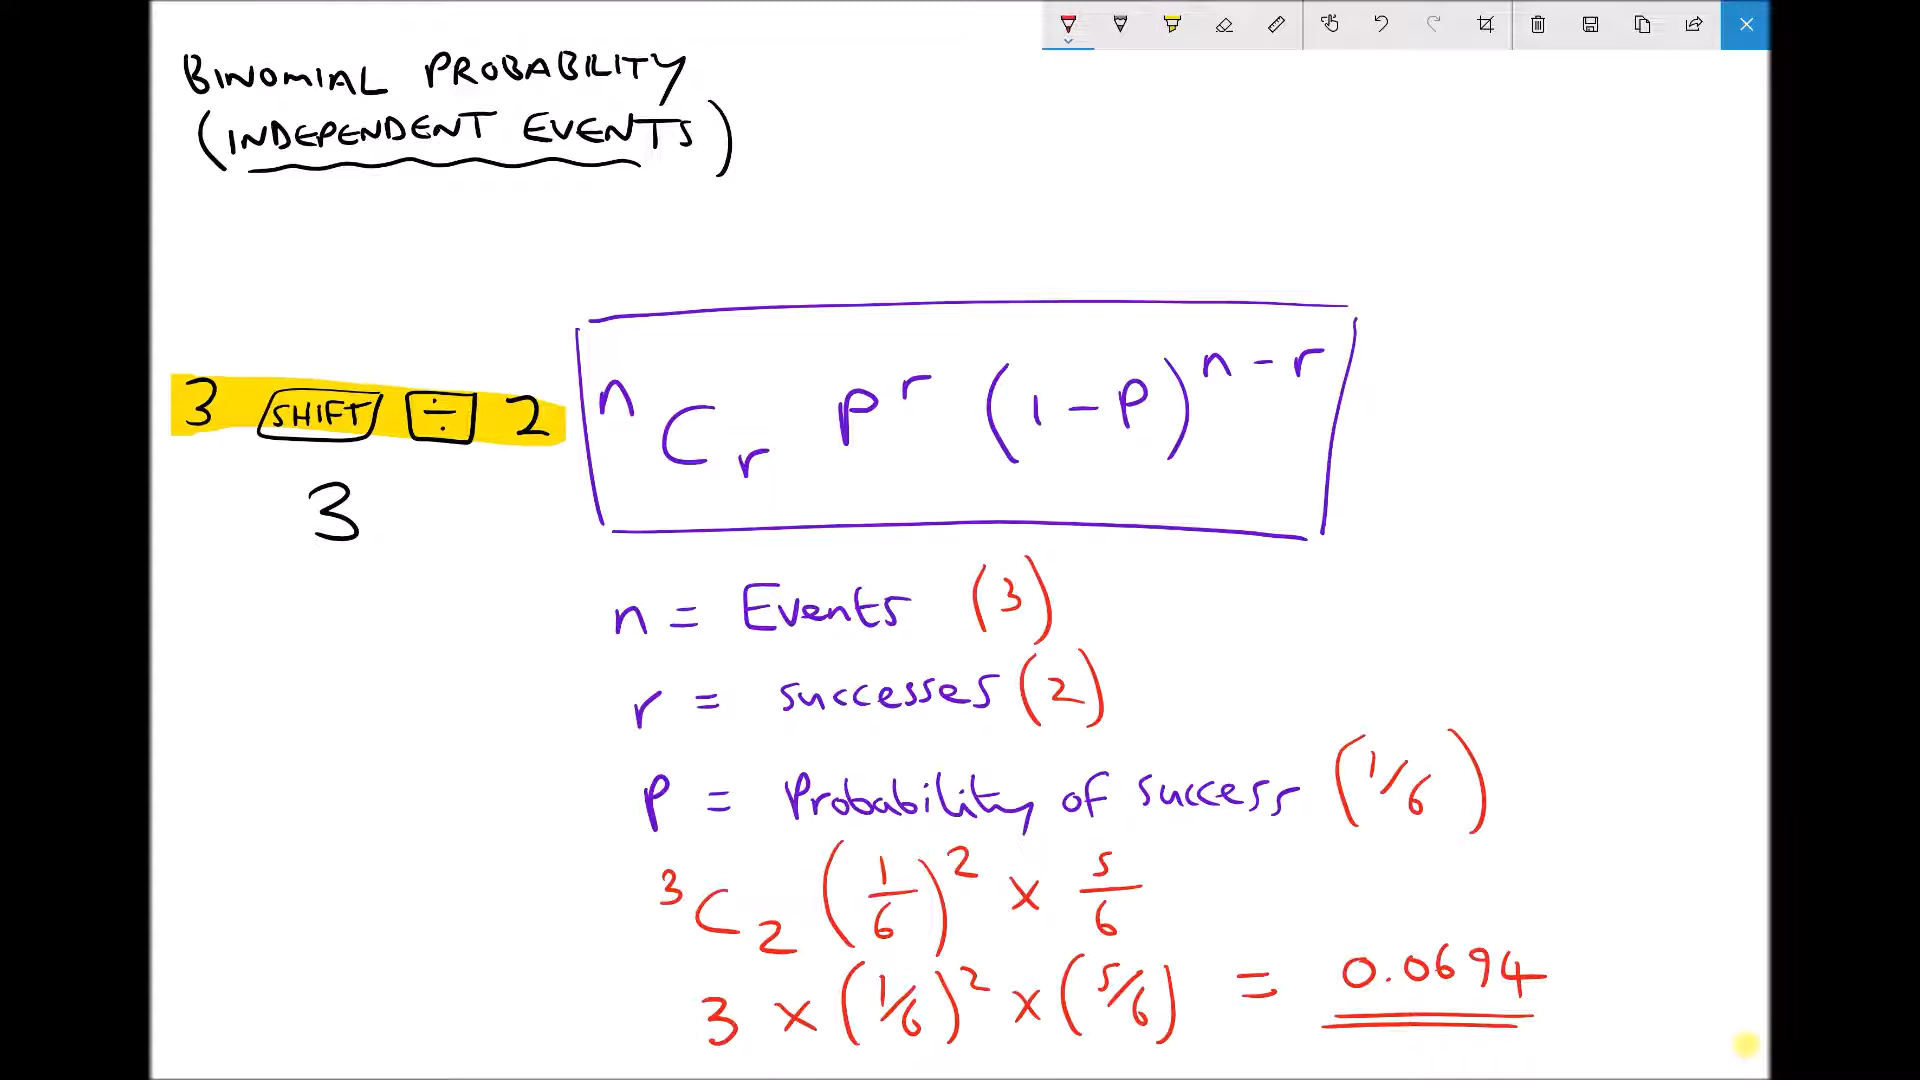 BINOMIAL PROBABILITY
(INDEPENDENT EVENTS)
3 SHIFT ÷ 2
3
ⁿCᵣ pʳ (1-p)ⁿ⁻ʳ
n = Events (3)
r = successes (2)
p = Probability of success (1/6)
³C₂ (1/6)² × 5/6
3 × (1/6)² × (5/6) = 0.0694